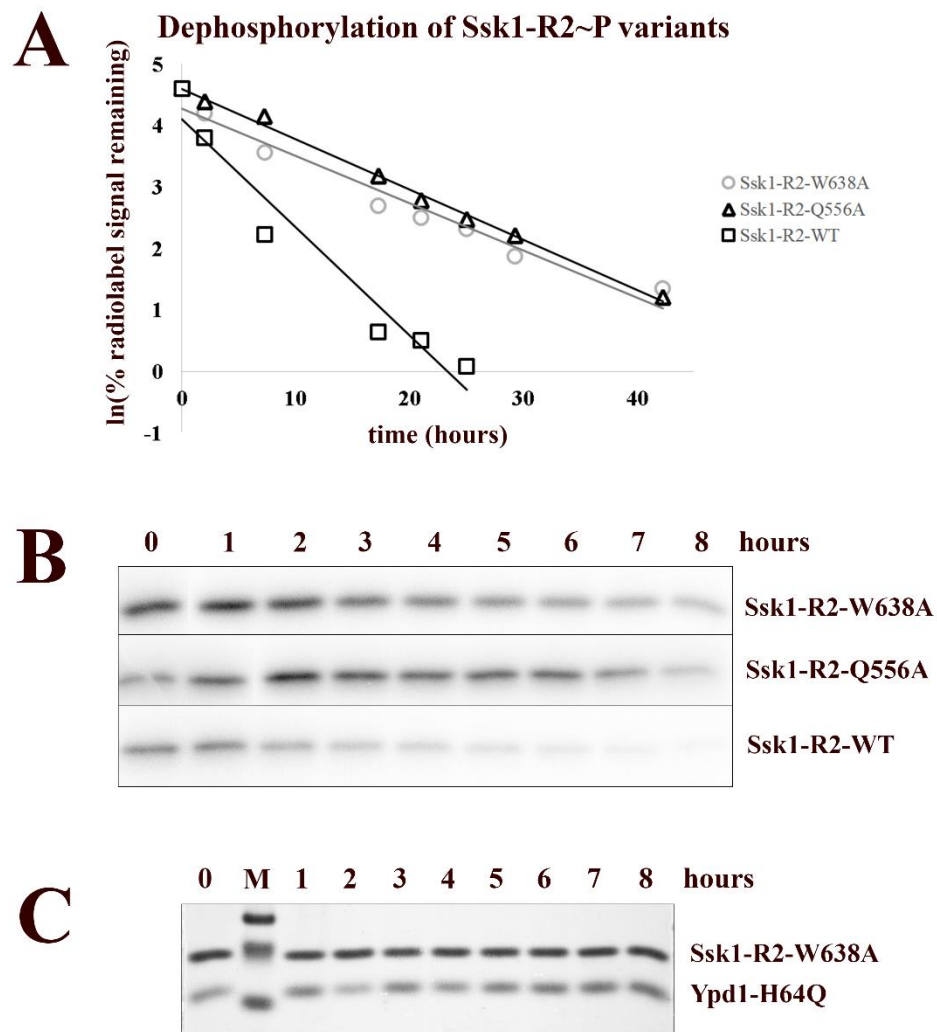 A
Dephosphorylation of Ssk1-R2~P variants
ln(% radiolabel signal remaining)
5
4
3
2
1
0
-1
0 10 20 30 40
time (hours)
Ssk1-R2-W638A
Ssk1-R2-Q556A
Ssk1-R2-WT
B
0 1 2 3 4 5 6 7 8 hours
Ssk1-R2-W638A
Ssk1-R2-Q556A
Ssk1-R2-WT
C
0 M 1 2 3 4 5 6 7 8 hours
Ssk1-R2-W638A
Ypd1-H64Q